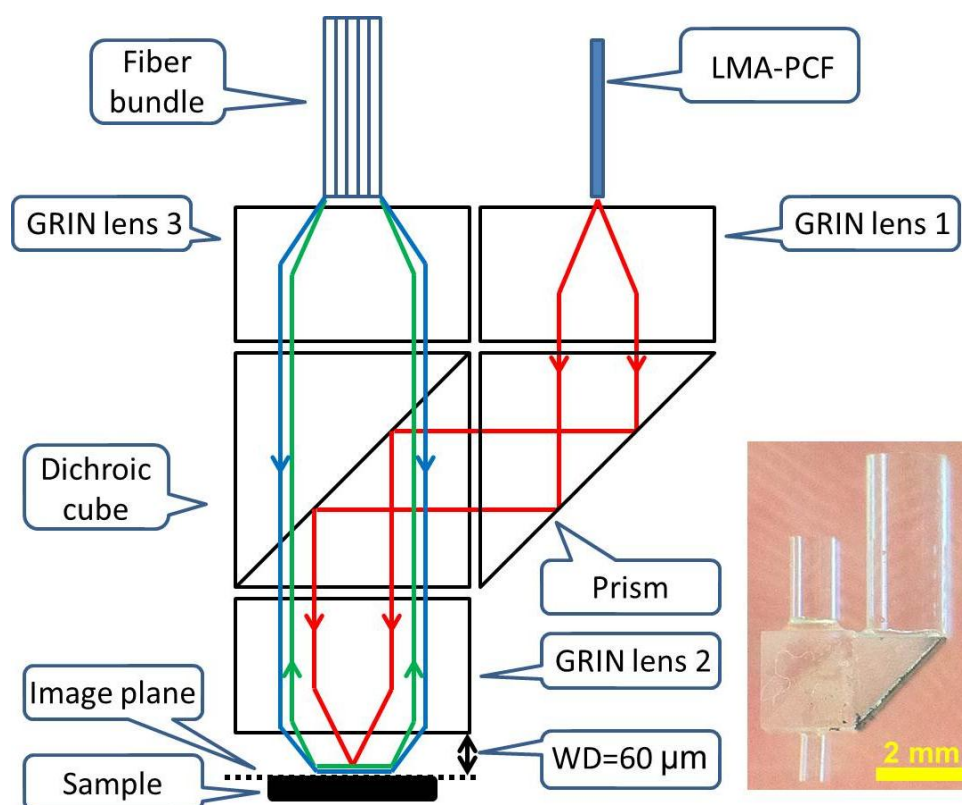 Fiber
bundle
LMA-PCF
GRIN lens 3
GRIN lens 1
Dichroic
cube
Prism
GRIN lens 2
Image plane
WD=60 µm
Sample
2 mm